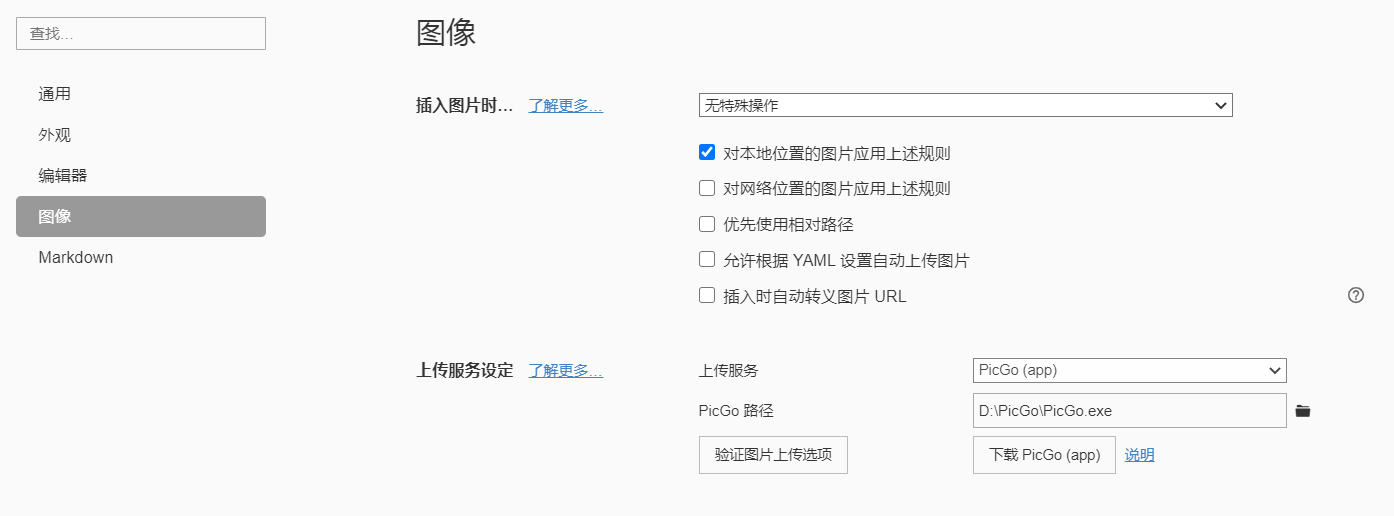 查找...
图像
通用
外观
编辑器
图像
Markdown
插入图片时... 了解更多... 无特殊操作
对本地位置的图片应用上述规则
对网络位置的图片应用上述规则
优先使用相对路径
允许根据 YAML 设置自动上传图片
插入时自动转义图片 URL
上传服务设定 了解更多... 上传服务 PicGo (app)
PicGo 路径 D:\PicGo\PicGo.exe
验证图片上传选项 下载 PicGo (app) 说明